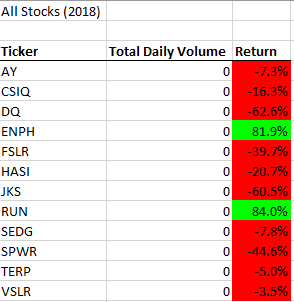 All Stocks (2018)
Ticker Total Daily Volume Return
AY 0 -7.3%
CSIQ 0 -16.3%
DQ 0 -62.6%
ENPH 0 81.9%
FSLR 0 -39.7%
HASI 0 -20.7%
JKS 0 -60.5%
RUN 0 84.0%
SEDG 0 -7.8%
SPWR 0 -44.6%
TERP 0 -5.0%
VSLR 0 -3.5%